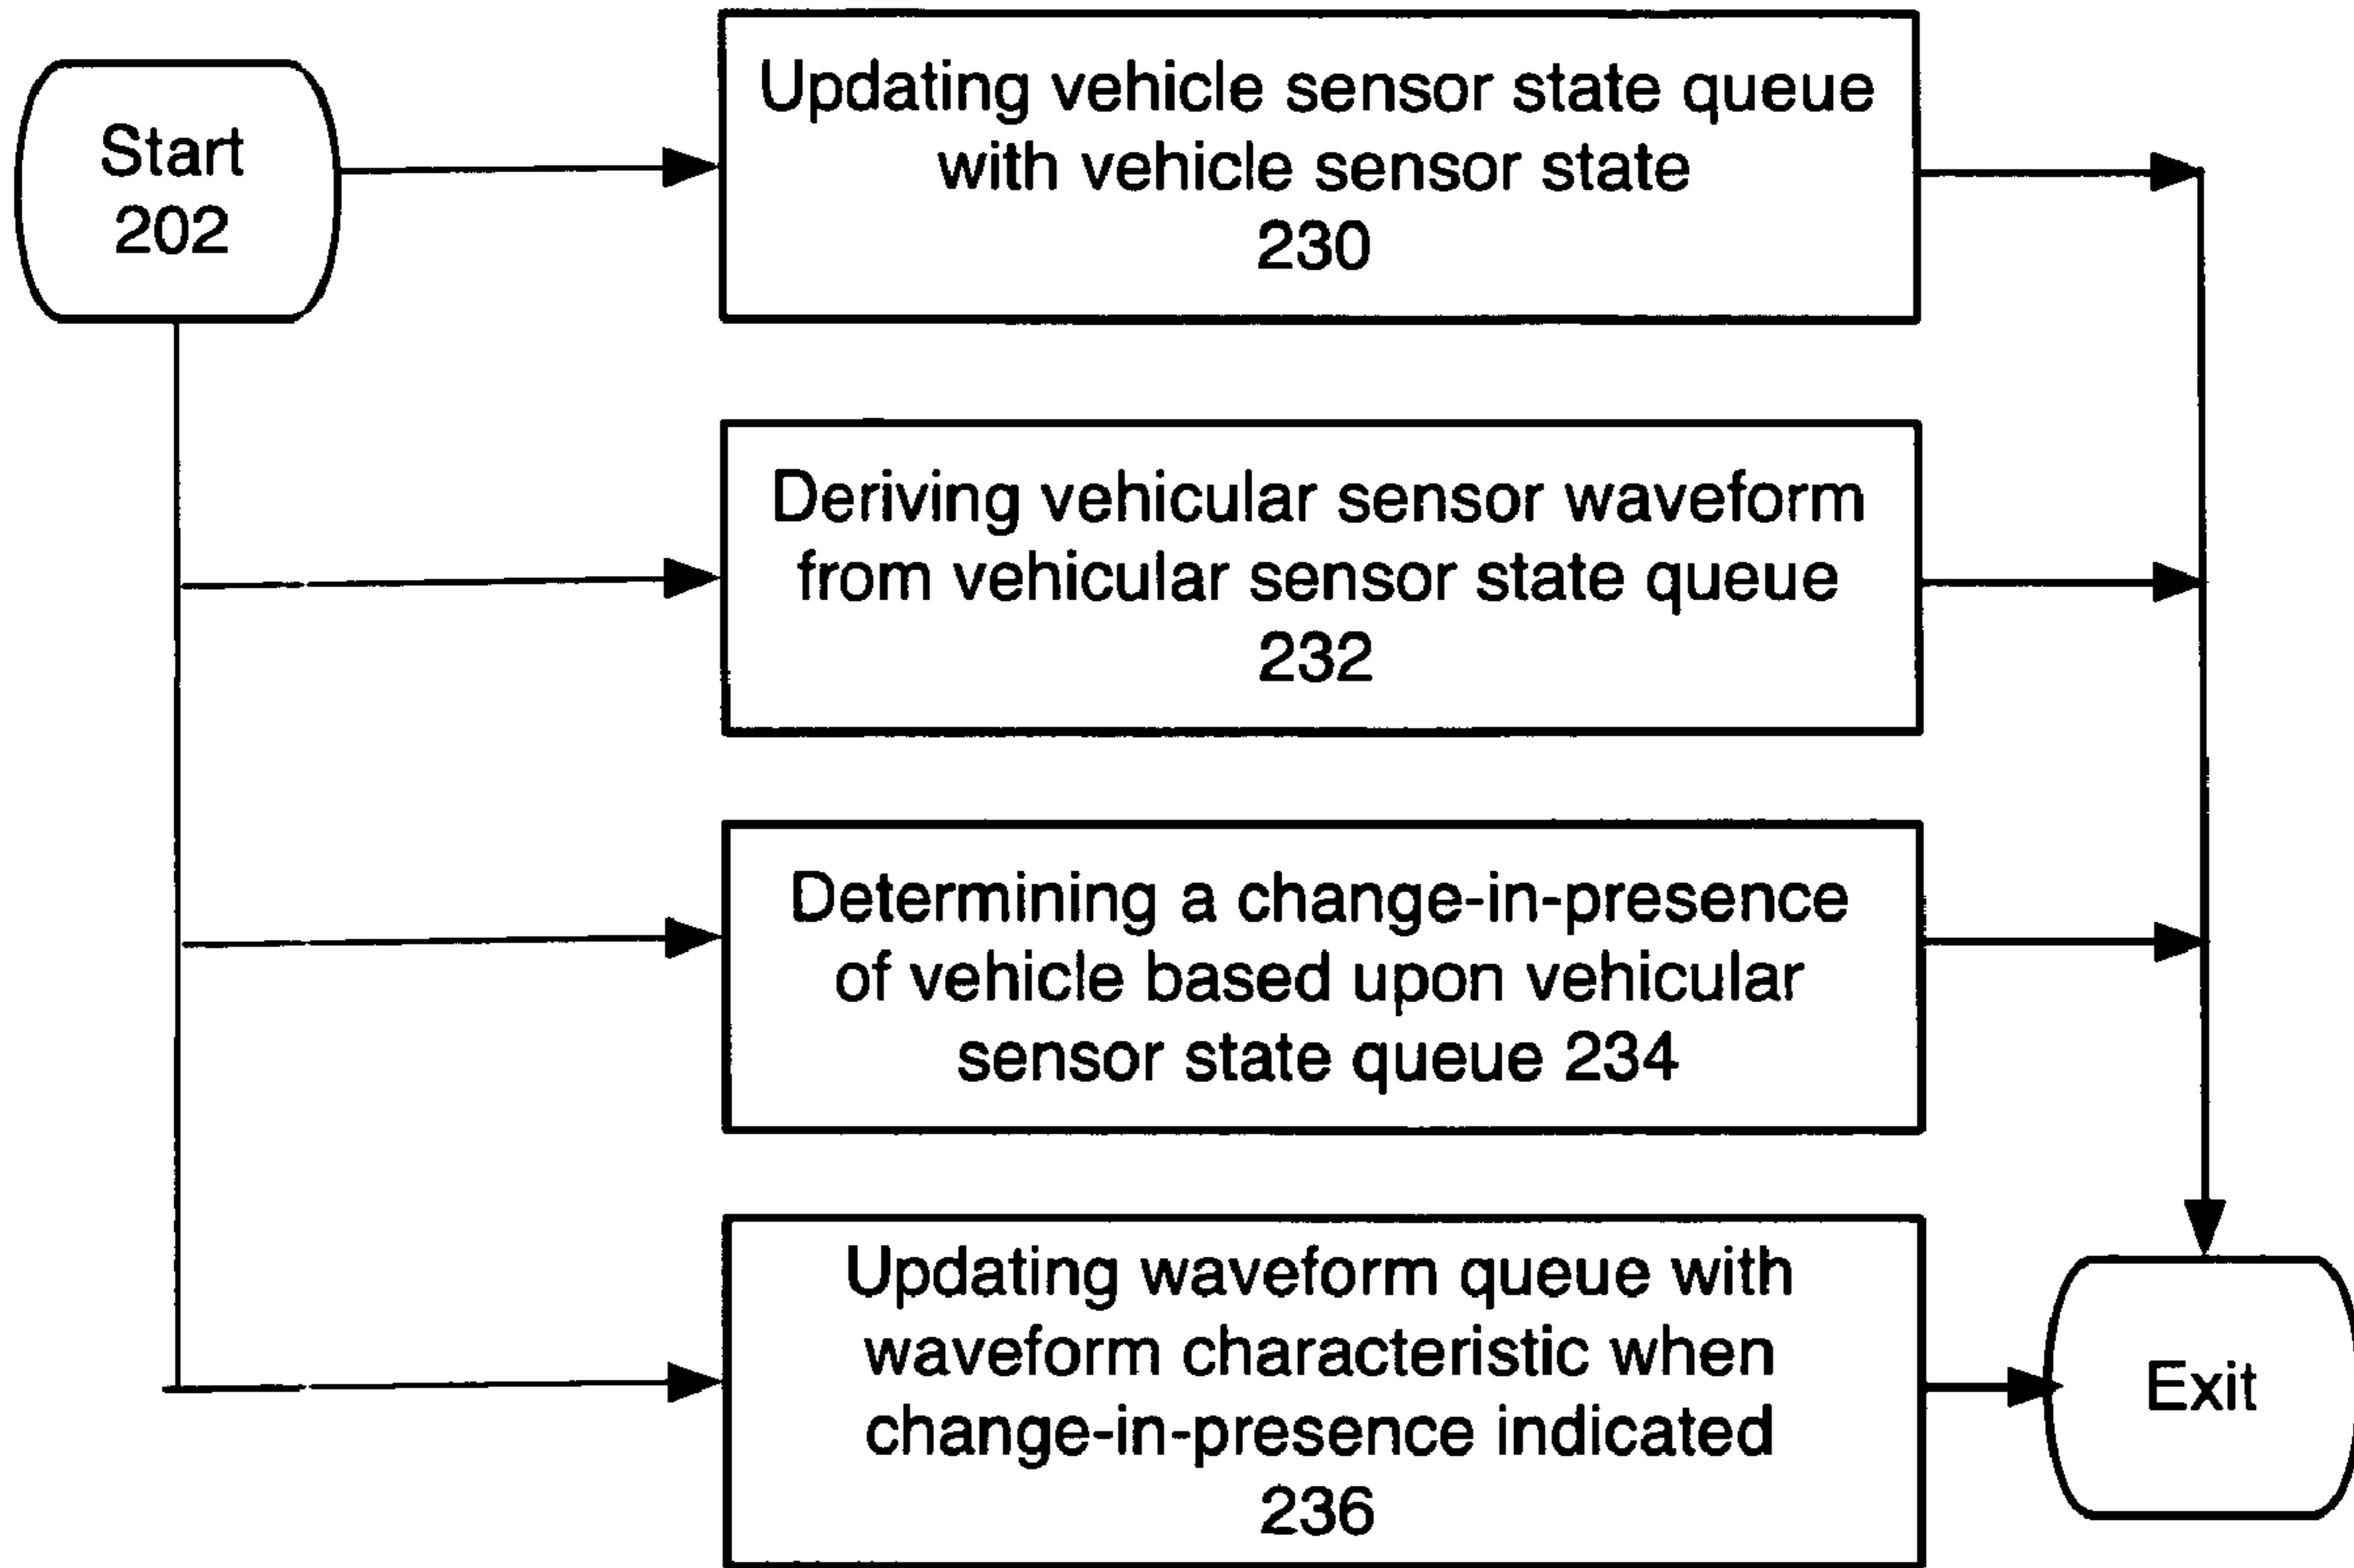 Start
202
Updating vehicle sensor state queue
with vehicle sensor state
230
Deriving vehicular sensor waveform
from vehicular sensor state queue
232
Determining a change-in-presence
of vehicle based upon vehicular
sensor state queue 234
Updating waveform queue with
waveform characteristic when
change-in-presence indicated
236
Exit